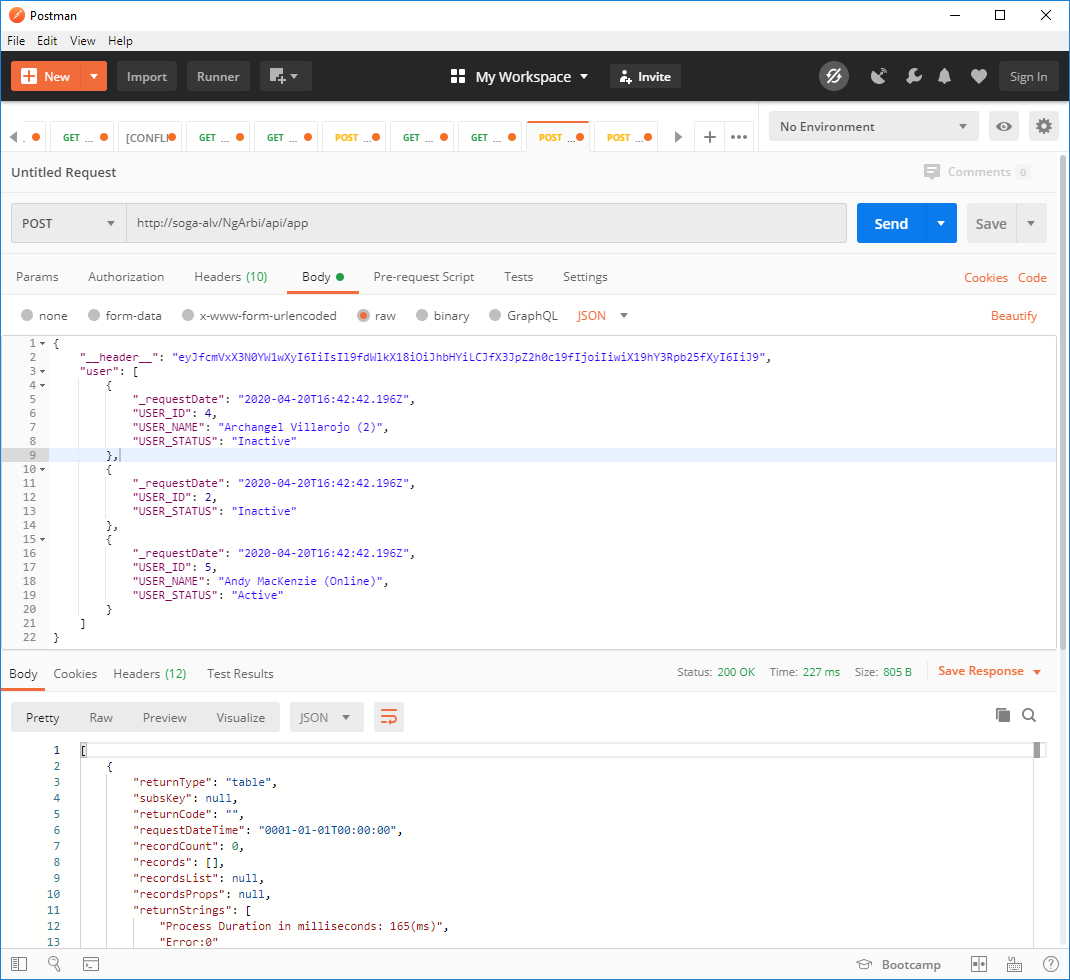 Postman
File Edit View Help
New Import Runner My Workspace Invite Sign In
. GET ... [CONFLI GET ... GET ... POST ... GET ... GET ... POST ... POST ... No Environment
Untitled Request Comments 0
POST http://soga-alv/NgArbi/api/app Send Save
Params Authorization Headers (10) Body Pre-request Script Tests Settings Cookies Code
none form-data x-www-form-urlencoded raw binary GraphQL JSON Beautify
1 {
2 "__header__": "eyJfcmVxX3N0YW1wXyI6IiIsIl9fdWlkX18iOiJhbHYiLCJfX3JpZ2h0c19fIjoiIiwiX19hY3Rpb25fXyI6IiJ9",
3 "user": [
4 {
5 "_requestDate": "2020-04-20T16:42:42.196Z",
6 "USER_ID": 4,
7 "USER_NAME": "Archangel Villarojo (2)",
8 "USER_STATUS": "Inactive"
9 },
10 {
11 "_requestDate": "2020-04-20T16:42:42.196Z",
12 "USER_ID": 2,
13 "USER_STATUS": "Inactive"
14 },
15 {
16 "_requestDate": "2020-04-20T16:42:42.196Z",
17 "USER_ID": 5,
18 "USER_NAME": "Andy MacKenzie (Online)",
19 "USER_STATUS": "Active"
20 }
21 ]
22 }
Body Cookies Headers (12) Test Results Status: 200 OK Time: 227 ms Size: 805 B Save Response
Pretty Raw Preview Visualize JSON
1 [
2 {
3 "returnType": "table",
4 "subsKey": null,
5 "returnCode": "",
6 "requestDateTime": "0001-01-01T00:00:00",
7 "recordCount": 0,
8 "records": [],
9 "recordsList": null,
10 "recordsProps": null,
11 "returnStrings": [
12 "Process Duration in milliseconds: 165(ms)",
13 "Error:0"
Bootcamp